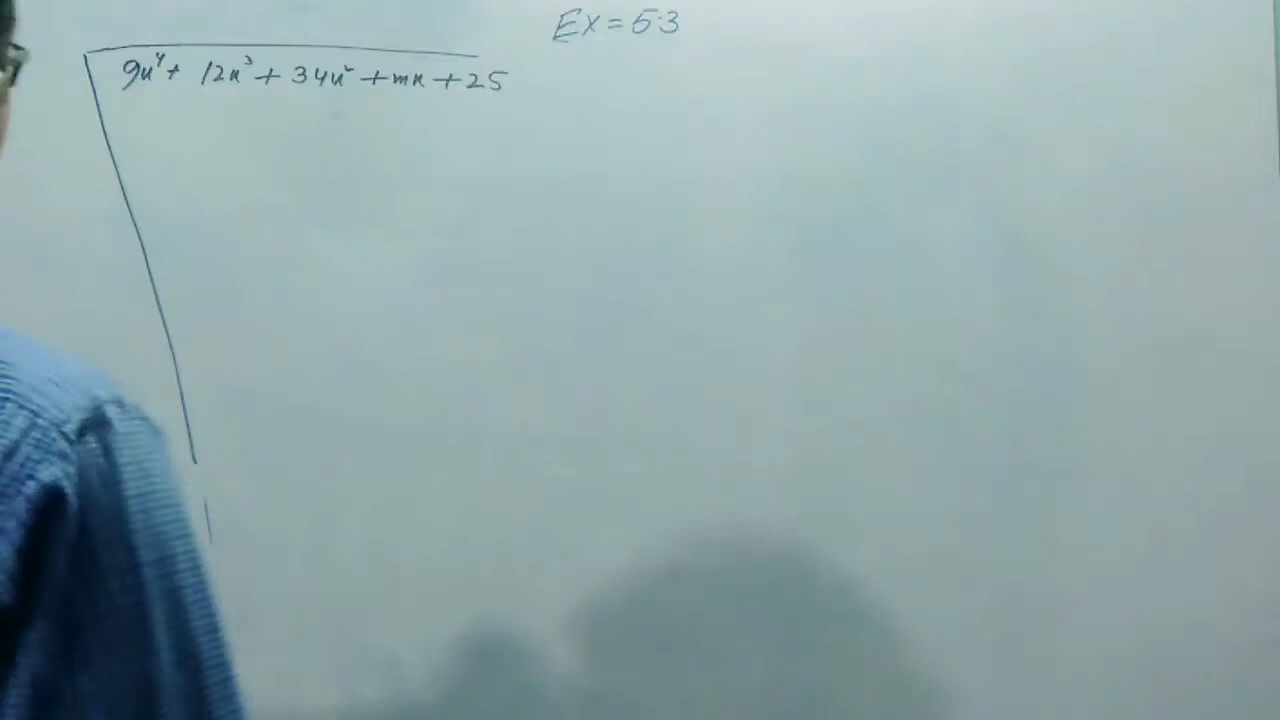 Ex = 5.3
9x⁴ + 12x³ + 34x² + mx + 25